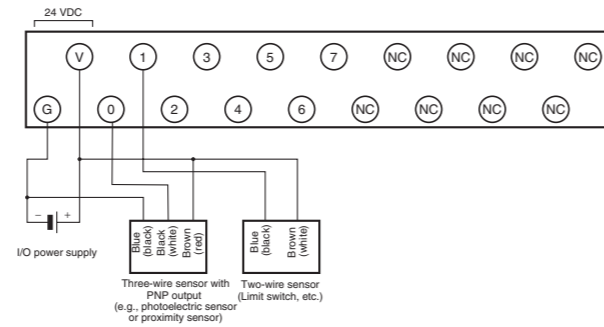 24 VDC
V 1 3 5 7 NC NC NC NC
G 0 2 4 6 NC NC NC NC
− +
I/O power supply
Blue
(black)
Black
(white)
Brown
(red)
Blue
(black)
Brown
(white)
Three-wire sensor with
PNP output
(e.g., photoelectric sensor
or proximity sensor)
Two-wire sensor
(Limit switch, etc.)